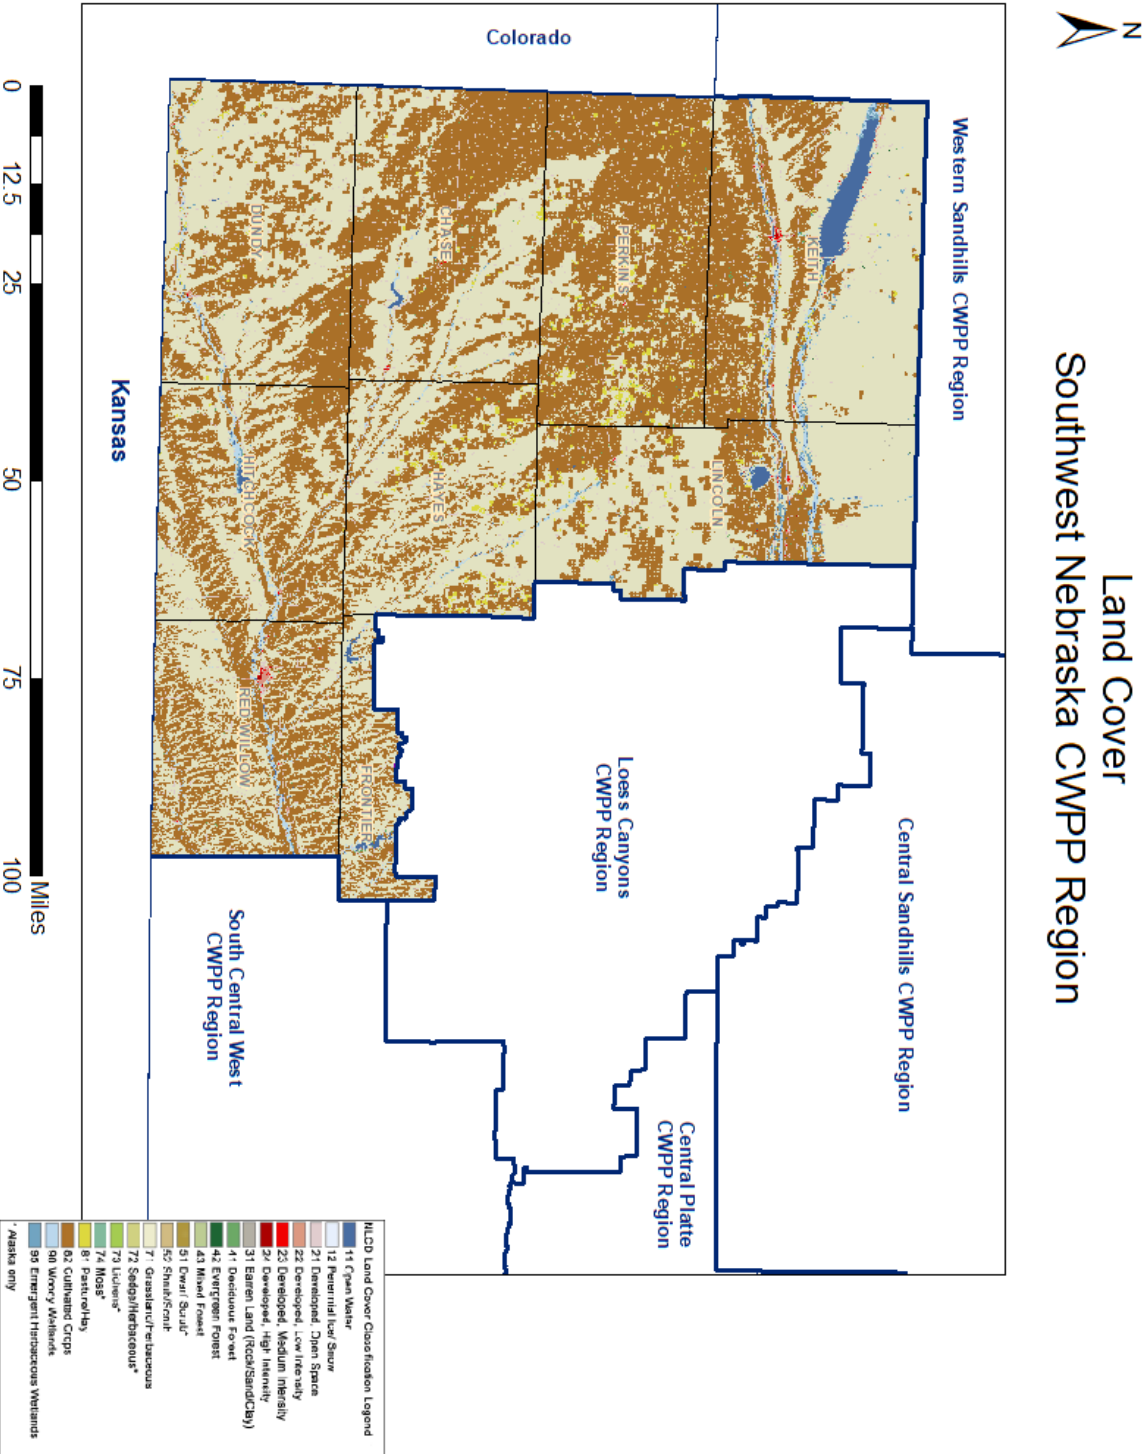 Land Cover
Southwest Nebraska CWPP Region
N
Western Sandhills CWPP Region
Central Sandhills CWPP Region
Colorado
KEITH
LINCOLN
PERKINS
Loess Canyons
CWPP Region
Central Platte
CWPP Region
CHASE
HAYES
FRONTIER
DUNDY
HITCHCOCK
RED WILLOW
South Central West
CWPP Region
Kansas
0 12.5 25 50 75 100
Miles
NLCD Land Cover Classification Legend
11 Open Water
12 Perennial Ice/ Snow
21 Developed, Open Space
22 Developed, Low Intensity
23 Developed, Medium Intensity
24 Developed, High Intensity
31 Barren Land (Rock/Sand/Clay)
41 Deciduous Forest
42 Evergreen Forest
43 Mixed Forest
51 Dwarf Scrub*
52 Shrub/Scrub
71 Grassland/Herbaceous
72 Sedge/Herbaceous*
73 Lichens*
74 Moss*
81 Pasture/Hay
82 Cultivated Crops
90 Woody Wetlands
95 Emergent Herbaceous Wetlands
* Alaska only